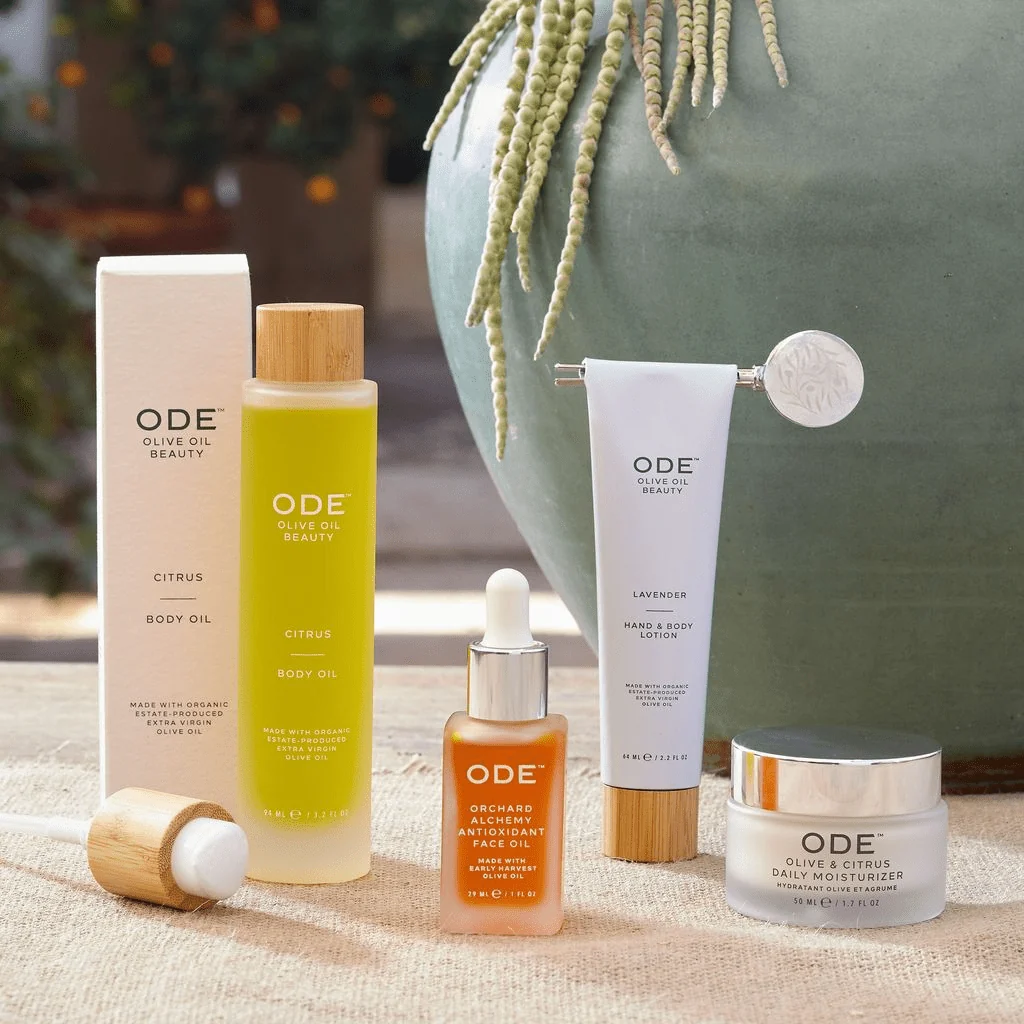 ODE™
OLIVE OIL
BEAUTY
CITRUS
BODY OIL
MADE WITH ORGANIC
ESTATE-PRODUCED
EXTRA VIRGIN
OLIVE OIL
ODE™
OLIVE OIL
BEAUTY
CITRUS
BODY OIL
MADE WITH ORGANIC
ESTATE-PRODUCED
EXTRA VIRGIN
OLIVE OIL
94 ML ℮ / 3.2 FL OZ
ODE™
ORCHARD
ALCHEMY
ANTIOXIDANT
FACE OIL
MADE WITH
EARLY HARVEST
OLIVE OIL
29 ML ℮ / 1 FL OZ
ODE™
OLIVE OIL
BEAUTY
LAVENDER
HAND & BODY
LOTION
MADE WITH ORGANIC
ESTATE-PRODUCED
EXTRA VIRGIN
OLIVE OIL
64 ML ℮ / 2.2 FL OZ
ODE™
OLIVE & CITRUS
DAILY MOISTURIZER
HYDRATANT OLIVE ET AGRUME
50 ML ℮ / 1.7 FL OZ